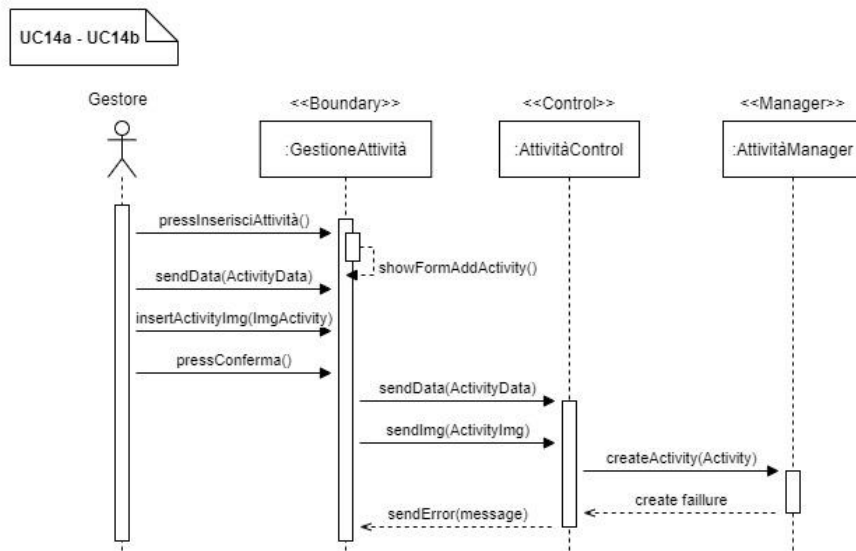 UC14a - UC14b
Gestore
<<Boundary>>
<<Control>>
<<Manager>>
:GestioneAttività
:AttivitàControl
:AttivitàManager
pressInserisciAttività()
showFormAddActivity()
sendData(ActivityData)
insertActivityImg(ImgActivity)
pressConferma()
sendData(ActivityData)
sendImg(ActivityImg)
createActivity(Activity)
create faillure
sendError(message)